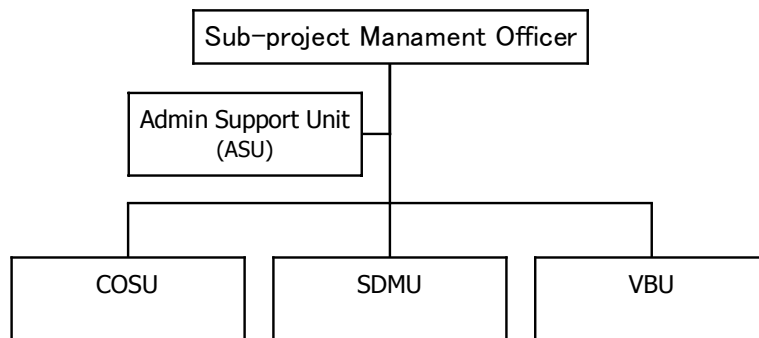 Sub-project Manament Officer
Admin Support Unit
(ASU)
COSU
SDMU
VBU